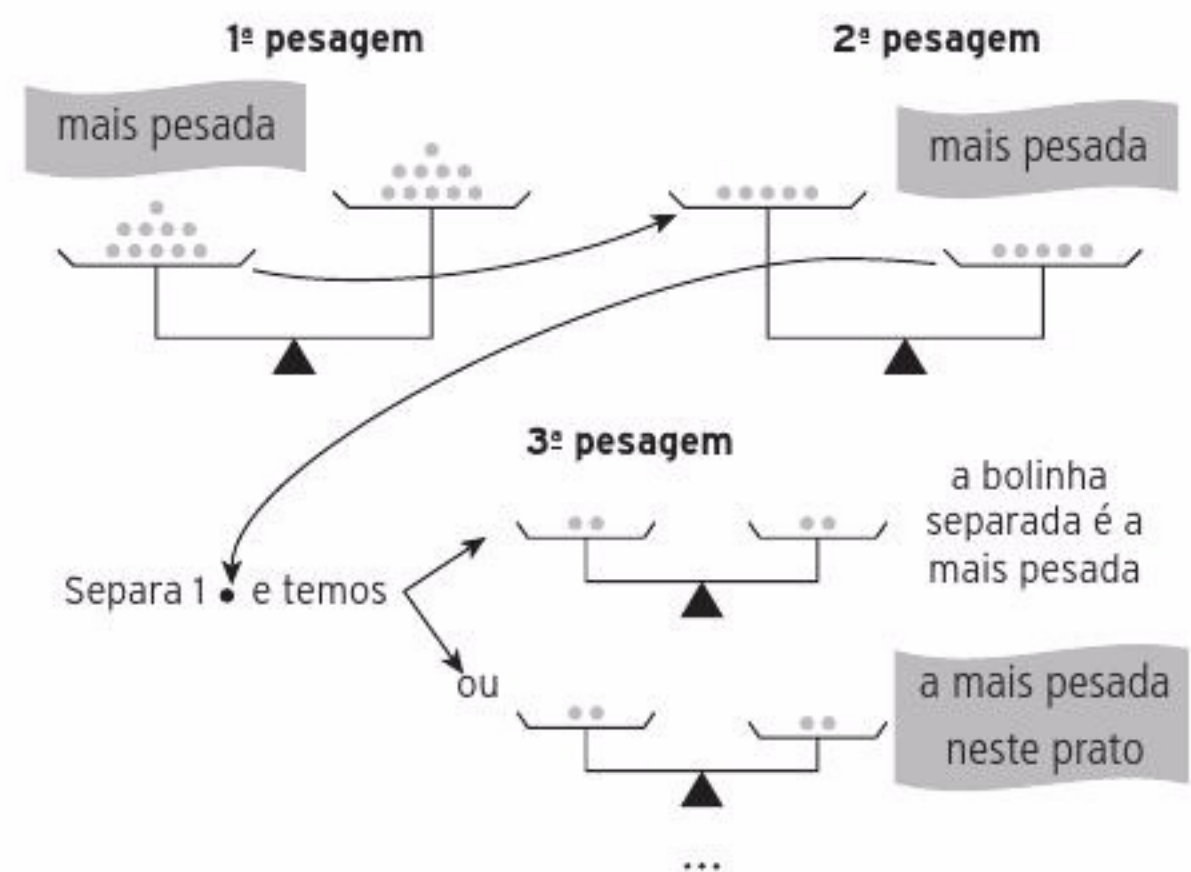 1ª pesagem
2ª pesagem
mais pesada
mais pesada
3ª pesagem
a bolinha
separada é a
mais pesada
Separa 1 • e temos
ou
a mais pesada
neste prato
...